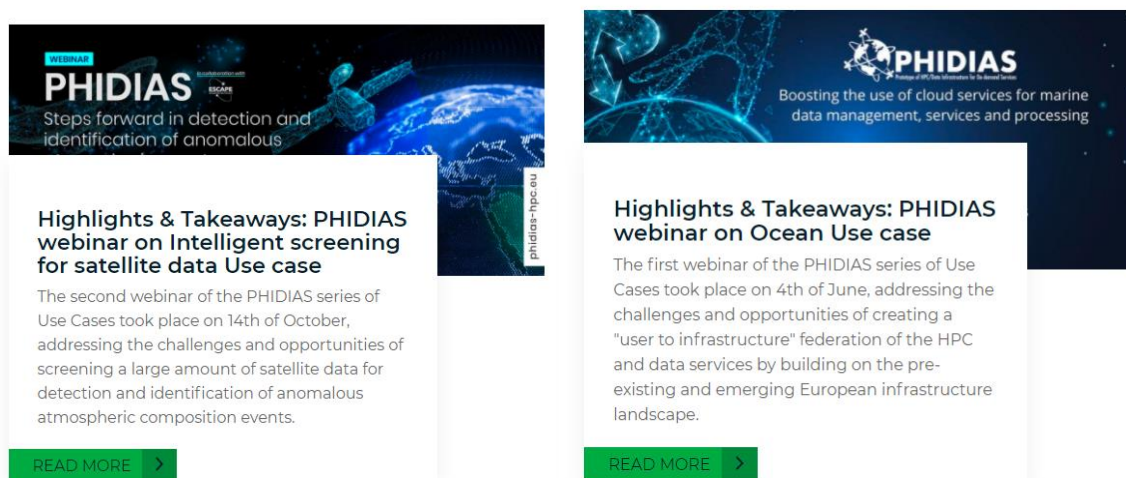 WEBINAR
PHIDIAS
In collaboration with
ESCAPE
Steps forward in detection and
identification of anomalous
phidias-hpc.eu
Highlights & Takeaways: PHIDIAS
webinar on Intelligent screening
for satellite data Use case
The second webinar of the PHIDIAS series of
Use Cases took place on 14th of October,
addressing the challenges and opportunities of
screening a large amount of satellite data for
detection and identification of anomalous
atmospheric composition events.
READ MORE
PHIDIAS
Boosting the use of cloud services for marine
data management, services and processing
Highlights & Takeaways: PHIDIAS
webinar on Ocean Use case
The first webinar of the PHIDIAS series of Use
Cases took place on 4th of June, addressing the
challenges and opportunities of creating a
"user to infrastructure" federation of the HPC
and data services by building on the pre-
existing and emerging European infrastructure
landscape.
READ MORE